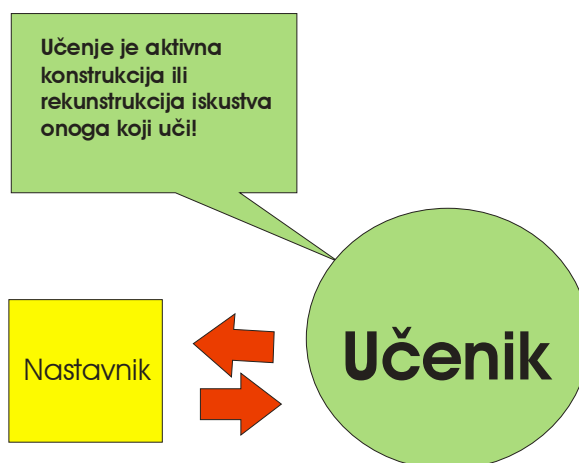 Učenje je aktivna
konstrukcija ili
rekunstrukcija iskustva
onoga koji uči!
Nastavnik
Učenik